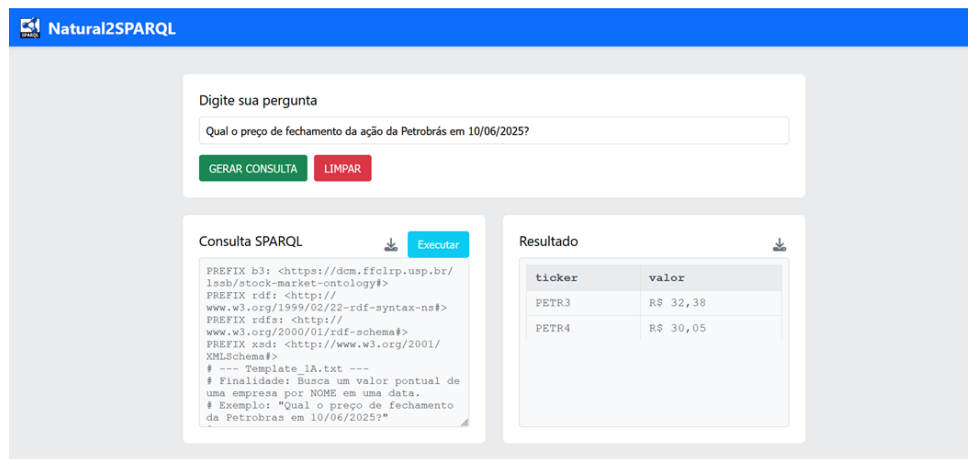 SPARQL
Natural2SPARQL
Digite sua pergunta
Qual o preço de fechamento da ação da Petrobrás em 10/06/2025?
GERAR CONSULTA
LIMPAR
Consulta SPARQL
Executar
PREFIX b3: <https://dcm.ffclrp.usp.br/
lssb/stock-market-ontology#>
PREFIX rdf: <http://
www.w3.org/1999/02/22-rdf-syntax-ns#>
PREFIX rdfs: <http://
www.w3.org/2000/01/rdf-schema#>
PREFIX xsd: <http://www.w3.org/2001/
XMLSchema#>
# --- Template_1A.txt ---
# Finalidade: Busca um valor pontual de
uma empresa por NOME em uma data.
# Exemplo: "Qual o preço de fechamento
da Petrobras em 10/06/2025?"
Resultado
ticker valor
PETR3 R$ 32,38
PETR4 R$ 30,05